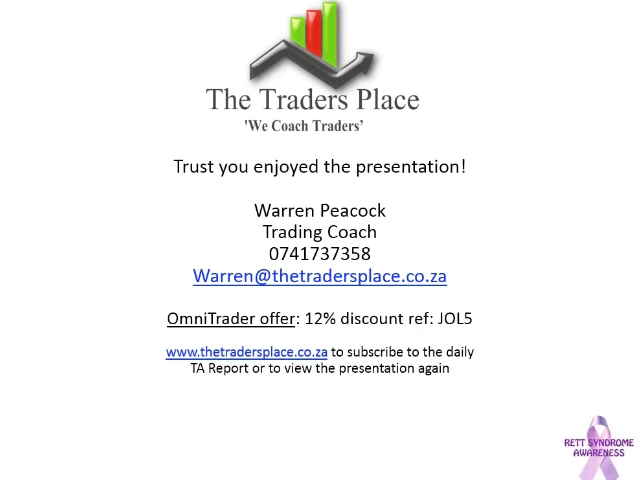 The Traders Place
'We Coach Traders’
Trust you enjoyed the presentation!
Warren Peacock
Trading Coach
0741737358
Warren@thetradersplace.co.za
OmniTrader offer: 12% discount ref: JOL5
www.thetradersplace.co.za to subscribe to the daily
TA Report or to view the presentation again
RETT SYNDROME
AWARENESS